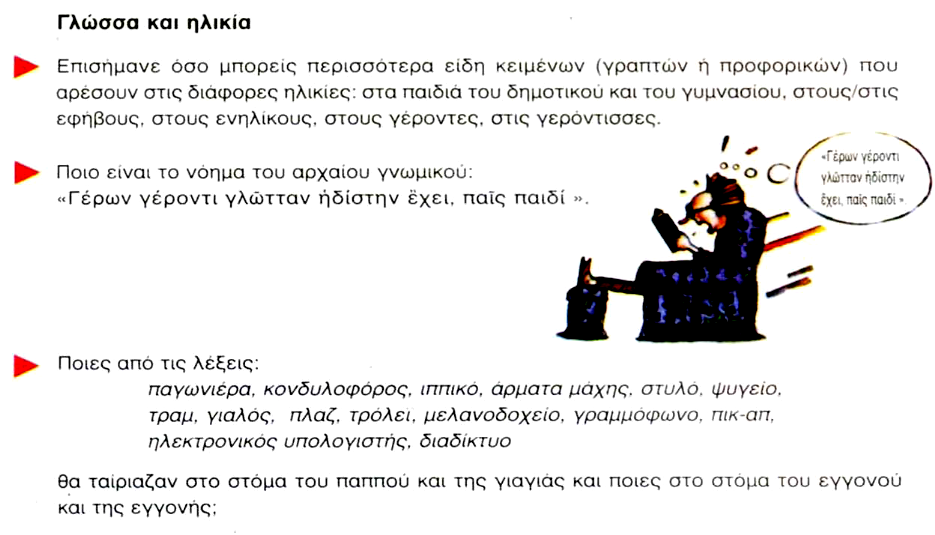 Γλώσσα και ηλικία
Επισήμανε όσο μπορείς περισσότερα είδη κειμένων (γραπτών ή προφορικών) που
αρέσουν στις διάφορες ηλικίες: στα παιδιά του δημοτικού και του γυμνασίου, στους/στις
εφήβους, στους ενηλίκους, στους γέροντες, στις γερόντισσες.
Ποιο είναι το νόημα του αρχαίου γνωμικού:
«Γέρων γέροντι γλῶτταν ἡδίστην ἔχει, παῖς παιδί ».
«Γέρων γέροντι
γλῶτταν ἡδίστην
ἔχει, παῖς παιδί ».
Ποιες από τις λέξεις:
παγωνιέρα, κονδυλοφόρος, ιππικό, άρματα μάχης, στυλό, ψυγείο,
τραμ, γιαλός, πλαζ, τρόλει, μελανοδοχείο, γραμμόφωνο, πικ-απ,
ηλεκτρονικός υπολογιστής, διαδίκτυο
θα ταίριαζαν στο στόμα του παππού και της γιαγιάς και ποιες στο στόμα του εγγονού
και της εγγονής;